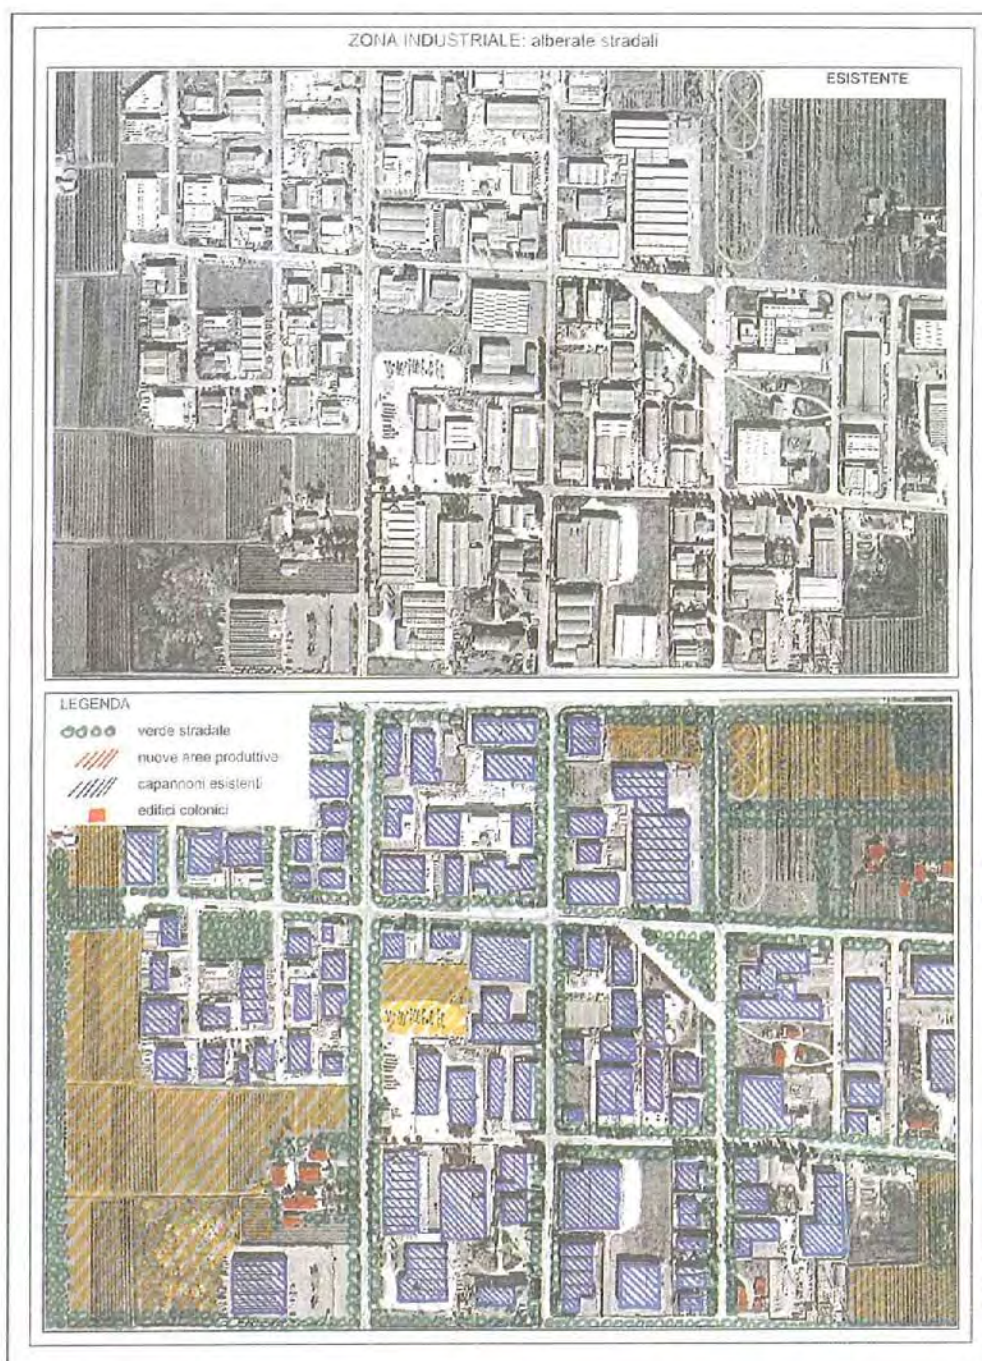 ZONA INDUSTRIALE: alberate stradali
ESISTENTE
LEGENDA
verde stradale
nuove aree produttive
capannoni esistenti
edifici colonici